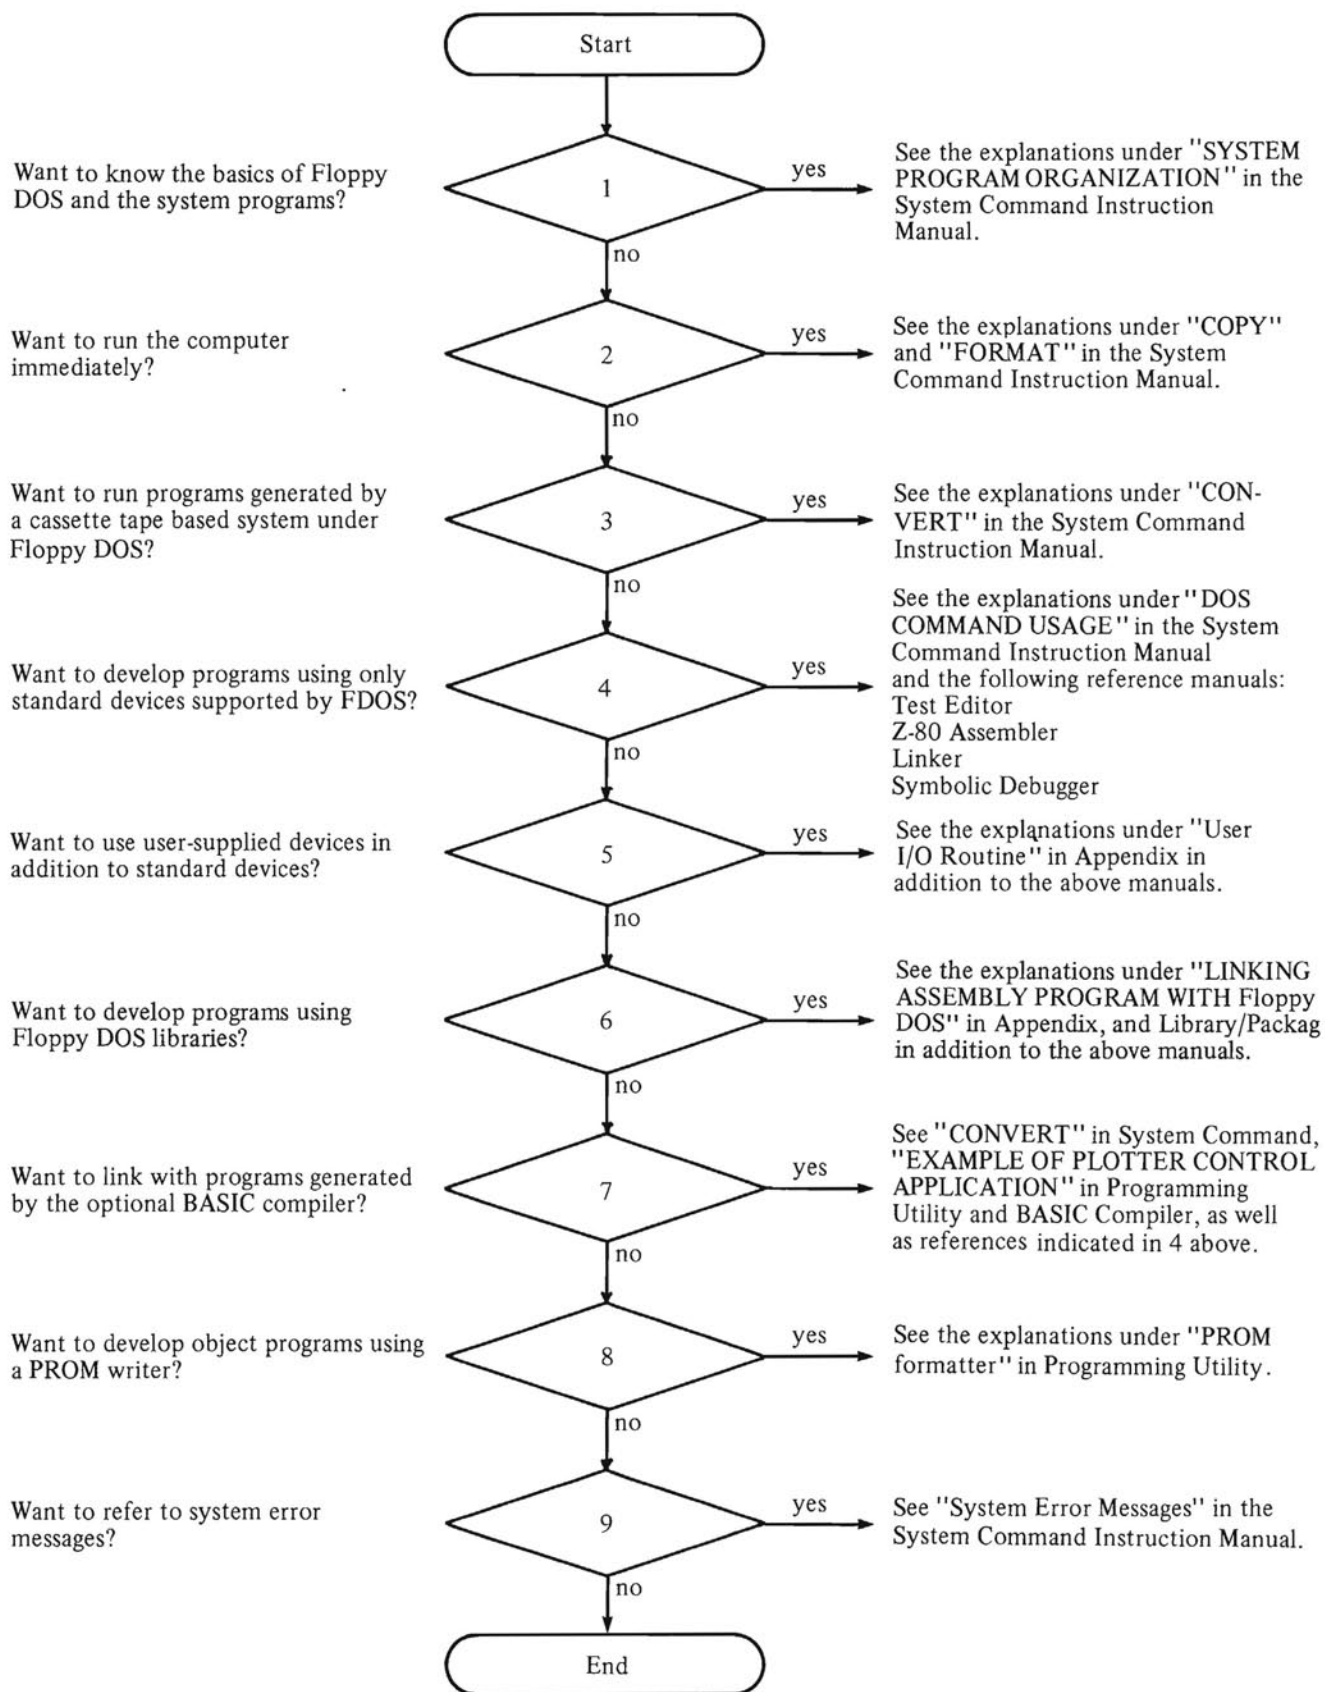 Start
Want to know the basics of Floppy
DOS and the system programs?
1
yes
See the explanations under "SYSTEM
PROGRAM ORGANIZATION" in the
System Command Instruction
Manual.
no
Want to run the computer
immediately?
2
yes
See the explanations under "COPY"
and "FORMAT" in the System
Command Instruction Manual.
no
Want to run programs generated by
a cassette tape based system under
Floppy DOS?
3
yes
See the explanations under "CON-
VERT" in the System Command
Instruction Manual.
no
Want to develop programs using only
standard devices supported by FDOS?
4
yes
See the explanations under "DOS
COMMAND USAGE" in the System
Command Instruction Manual
and the following reference manuals:
Test Editor
Z-80 Assembler
Linker
Symbolic Debugger
no
Want to use user-supplied devices in
addition to standard devices?
5
yes
See the explanations under "User
I/O Routine" in Appendix in
addition to the above manuals.
no
Want to develop programs using
Floppy DOS libraries?
6
yes
See the explanations under "LINKING
ASSEMBLY PROGRAM WITH Floppy
DOS" in Appendix, and Library/Packag
in addition to the above manuals.
no
Want to link with programs generated
by the optional BASIC compiler?
7
yes
See "CONVERT" in System Command,
"EXAMPLE OF PLOTTER CONTROL
APPLICATION" in Programming
Utility and BASIC Compiler, as well
as references indicated in 4 above.
no
Want to develop object programs using
a PROM writer?
8
yes
See the explanations under "PROM
formatter" in Programming Utility.
no
Want to refer to system error
messages?
9
yes
See "System Error Messages" in the
System Command Instruction Manual.
no
End